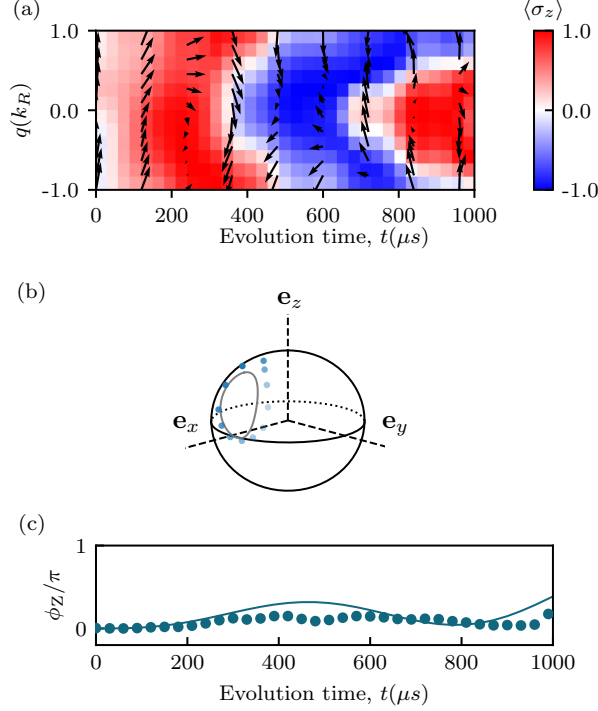 (a)
⟨σz⟩
1.0
0.0
-1.0
q(kR)
1.0
0.0
-1.0
0 200 400 600 800 1000
Evolution time, t(μs)
(b)
ez
ex
ey
(c)
1
0
ϕZ/π
0 200 400 600 800 1000
Evolution time, t(μs)